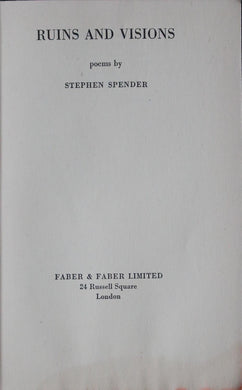 RUINS AND VISIONS
poems by
STEPHEN SPENDER
FABER & FABER LIMITED
24 Russell Square
London